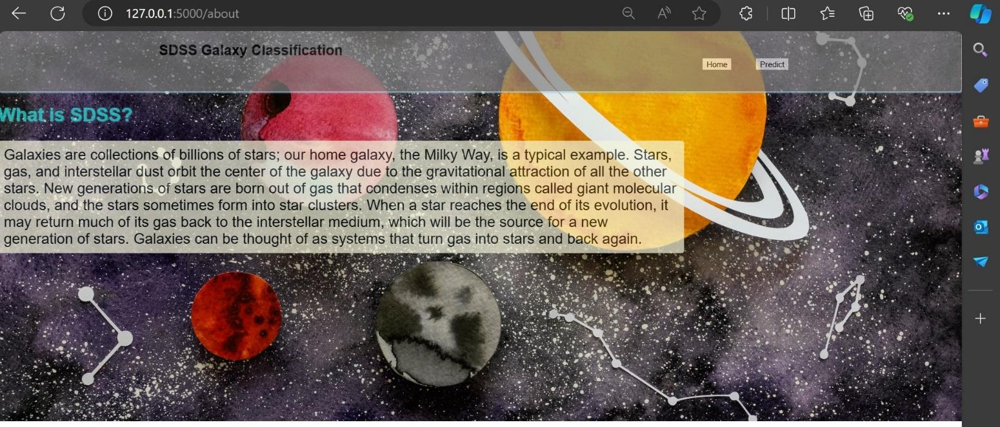 127.0.0.1:5000/about
SDSS Galaxy Classification
Home Predict
What is SDSS?
Galaxies are collections of billions of stars; our home galaxy, the Milky Way, is a typical example. Stars,
gas, and interstellar dust orbit the center of the galaxy due to the gravitational attraction of all the other
stars. New generations of stars are born out of gas that condenses within regions called giant molecular
clouds, and the stars sometimes form into star clusters. When a star reaches the end of its evolution, it
may return much of its gas back to the interstellar medium, which will be the source for a new
generation of stars. Galaxies can be thought of as systems that turn gas into stars and back again.